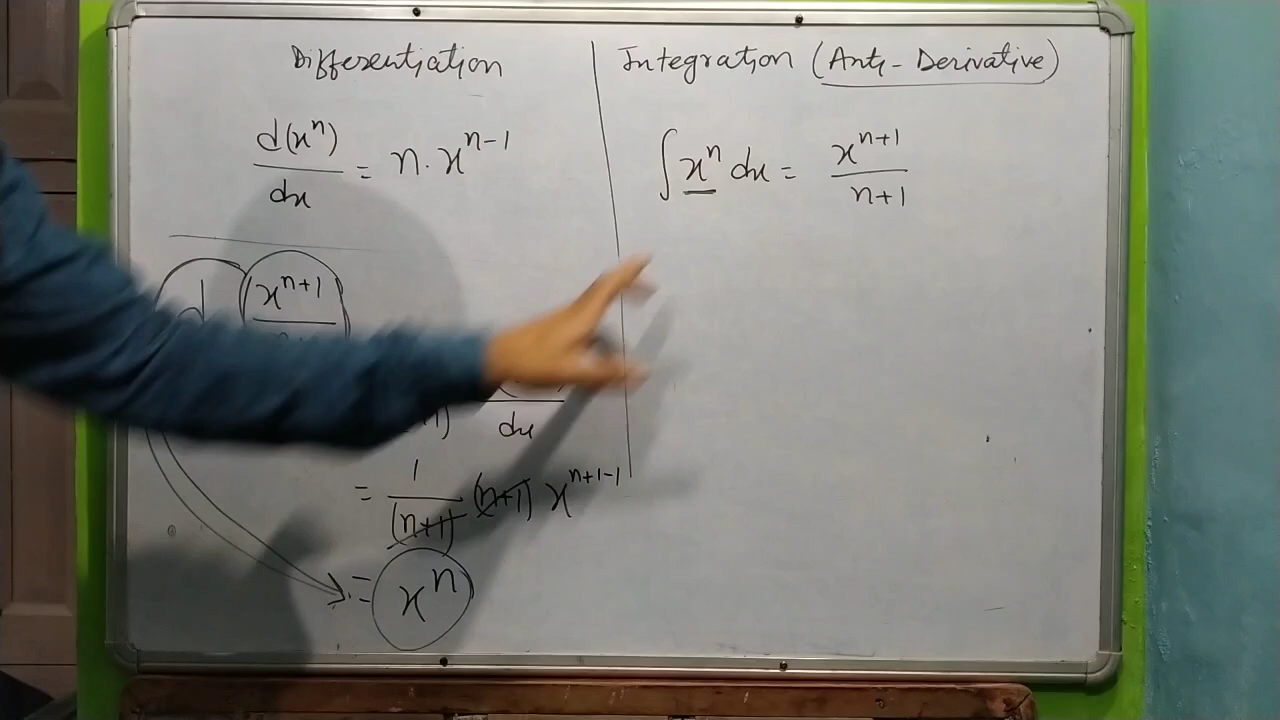 Differentiation
d(xⁿ)/dx = n·xⁿ⁻¹
d (xⁿ⁺¹
dx
= 1/(n+1) (n+1) xⁿ⁺¹⁻¹
= xⁿ
Integration (Anti-Derivative)
∫xⁿ dx = xⁿ⁺¹/n+1